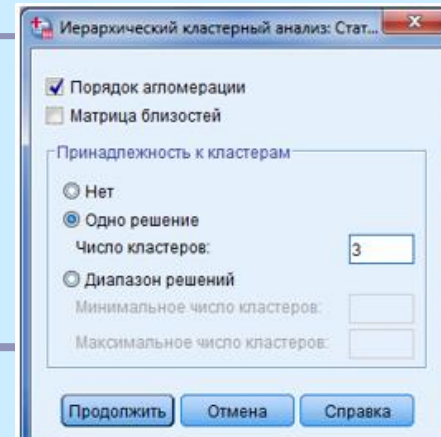 Иерархический кластерный анализ: Стат...
Порядок агломерации
Матрица близостей
Принадлежность к кластерам
Нет
Одно решение
Число кластеров: 3
Диапазон решений
Минимальное число кластеров:
Максимальное число кластеров:
Продолжить Отмена Справка